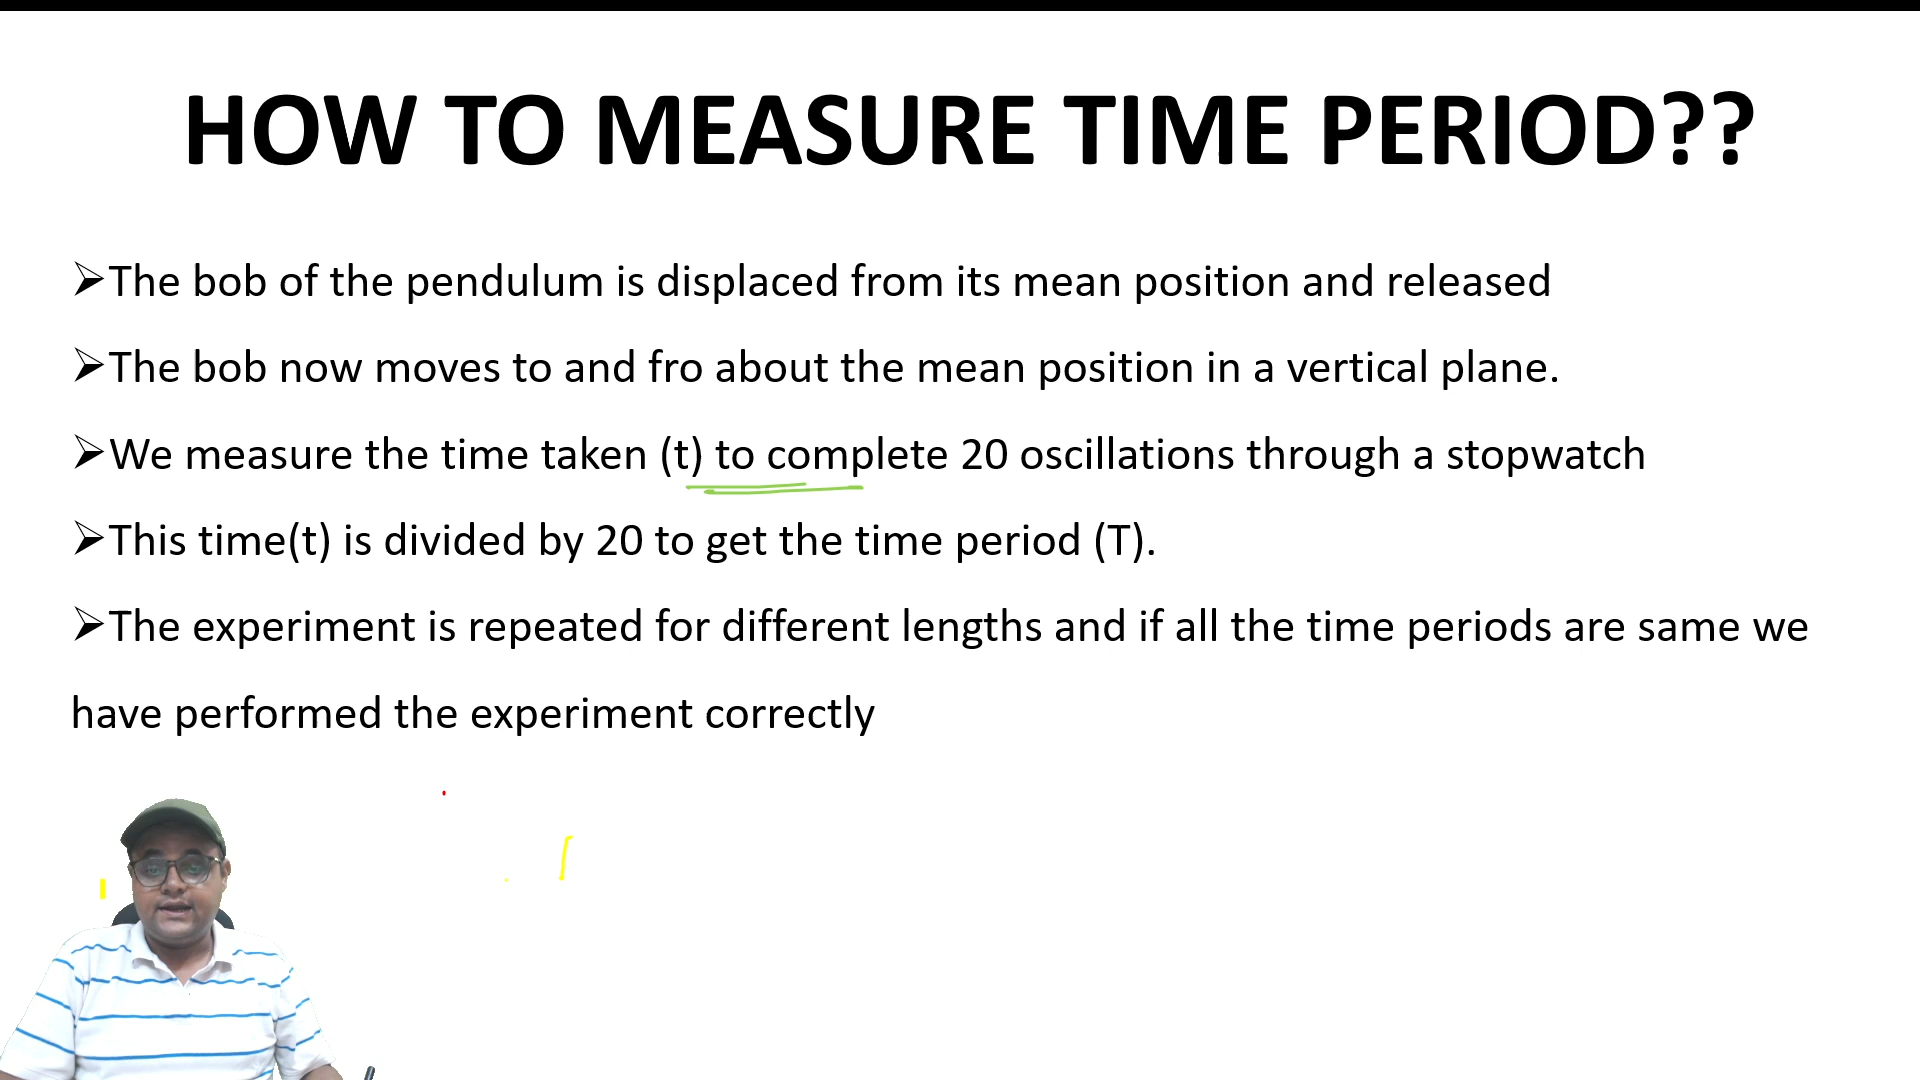 HOW TO MEASURE TIME PERIOD??
➢The bob of the pendulum is displaced from its mean position and released
➢The bob now moves to and fro about the mean position in a vertical plane.
➢We measure the time taken (t) to complete 20 oscillations through a stopwatch
➢This time(t) is divided by 20 to get the time period (T).
➢The experiment is repeated for different lengths and if all the time periods are same we
have performed the experiment correctly